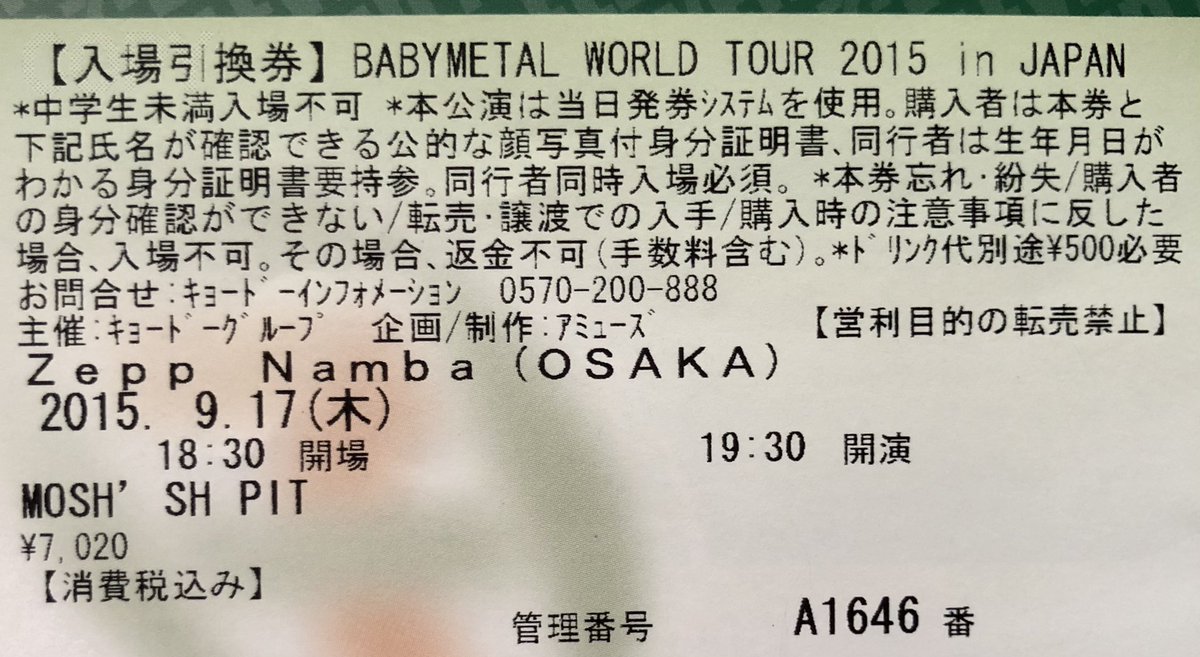 【入場引換券】BABYMETAL WORLD TOUR 2015 in JAPAN
*中学生未満入場不可 *本公演は当日発券ｼｽﾃﾑを使用。購入者は本券と
下記氏名が確認できる公的な顔写真付身分証明書、同行者は生年月日が
わかる身分証明書要持参。同行者同時入場必須。 *本券忘れ・紛失/購入者
の身分確認ができない/転売・譲渡での入手/購入時の注意事項に反した
場合、入場不可。その場合、返金不可(手数料含む)。*ﾄﾞﾘﾝｸ代別途¥500必要
お問合せ:ｷｮｰﾄﾞｰｲﾝﾌｫﾒｰｼｮﾝ 0570-200-888
主催:ｷｮｰﾄﾞｰｸﾞﾙｰﾌﾟ 企画/制作:ｱﾐｭｰｽﾞ 【営利目的の転売禁止】
Ｚｅｐｐ Ｎａｍｂａ(ＯＳＡＫＡ)
2015. 9.17(木)
18:30 開場 19:30 開演
MOSH' SH PIT
¥7,020
【消費税込み】
管理番号 A1646 番